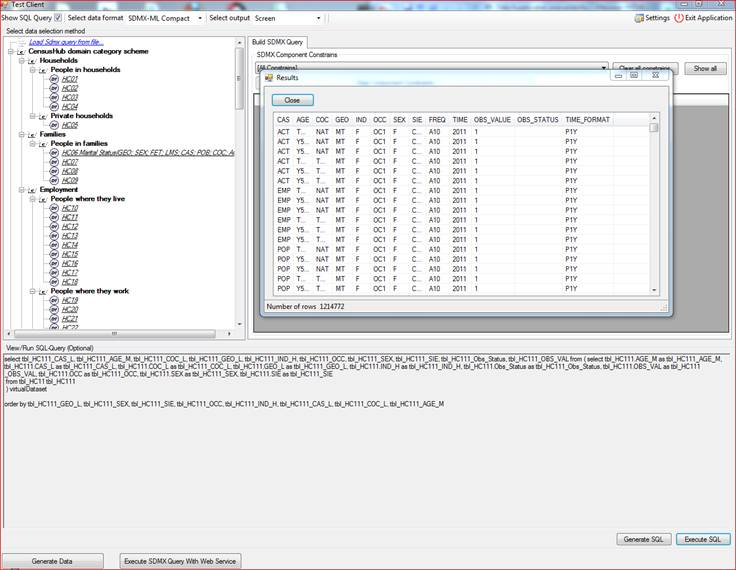 Test Client
Show SQL Query Select data format SDMX-ML Compact Select output Screen Settings Exit Application
Select data selection method
Load Sdmx query from file...
CensusHub domain category scheme
Households
People in households
HC01
HC02
HC03
HC04
Private households
HC05
Families
People in families
HC06 Marital Status/GEO; SEX; FET; LMS; CAS; POB; COC; A
HC07
HC08
HC09
Employment
People where they live
HC10
HC11
HC12
HC13
HC14
HC15
HC16
HC17
HC18
People where they work
HC19
HC20
HC21
HC22
Build SDMX Query
SDMX Component Constrains
[All Constrains]
Clear all constrains Show all
Results
Close
CAS AGE COC GEO IND OCC SEX SIE FREQ TIME OBS_VALUE OBS_STATUS TIME_FORMAT
ACT T... NAT MT F OC1 F C... A10 2011 1 P1Y
ACT Y5... NAT MT F OC1 F C... A10 2011 1 P1Y
ACT T... T... MT F OC1 F C... A10 2011 1 P1Y
ACT Y5... T... MT F OC1 F C... A10 2011 1 P1Y
ACT T... T... MT F OC1 F C... A10 2011 1 P1Y
ACT Y5... T... MT F OC1 F C... A10 2011 1 P1Y
EMP T... NAT MT F OC1 F C... A10 2011 1 P1Y
EMP Y5... NAT MT F OC1 F C... A10 2011 1 P1Y
EMP T... T... MT F OC1 F C... A10 2011 1 P1Y
EMP Y5... T... MT F OC1 F C... A10 2011 1 P1Y
EMP T... T... MT F OC1 F C... A10 2011 1 P1Y
EMP Y5... T... MT F OC1 F C... A10 2011 1 P1Y
POP T... NAT MT F OC1 F C... A10 2011 1 P1Y
POP Y5... NAT MT F OC1 F C... A10 2011 1 P1Y
POP T... T... MT F OC1 F C... A10 2011 1 P1Y
POP Y5... T... MT F OC1 F C... A10 2011 1 P1Y
Number of rows 1214772
View/Run SQL-Query (Optional)
select tbl_HC111_CAS_L, tbl_HC111_AGE_M, tbl_HC111_COC_L, tbl_HC111_GEO_L, tbl_HC111_IND_H, tbl_HC111_OCC, tbl_HC111_SEX, tbl_HC111_SIE, tbl_HC111_Obs_Status, tbl_HC111_OBS_VAL from ( select tbl_HC111.AGE_M as tbl_HC111_AGE_M,
tbl_HC111.CAS_L as tbl_HC111_CAS_L, tbl_HC111.COC_L as tbl_HC111_COC_L, tbl_HC111.GEO_L as tbl_HC111_GEO_L, tbl_HC111.IND_H as tbl_HC111_IND_H, tbl_HC111.Obs_Status as tbl_HC111_Obs_Status, tbl_HC111.OBS_VAL as tbl_HC111
_OBS_VAL, tbl_HC111.OCC as tbl_HC111_OCC, tbl_HC111.SEX as tbl_HC111_SEX, tbl_HC111.SIE as tbl_HC111_SIE
from tbl_HC11 tbl_HC111
) virtualDataset
order by tbl_HC111_GEO_L, tbl_HC111_SEX, tbl_HC111_SIE, tbl_HC111_OCC, tbl_HC111_IND_H, tbl_HC111_CAS_L, tbl_HC111_COC_L, tbl_HC111_AGE_M
Generate SQL Execute SQL
Generate Data Execute SDMX Query With Web Service